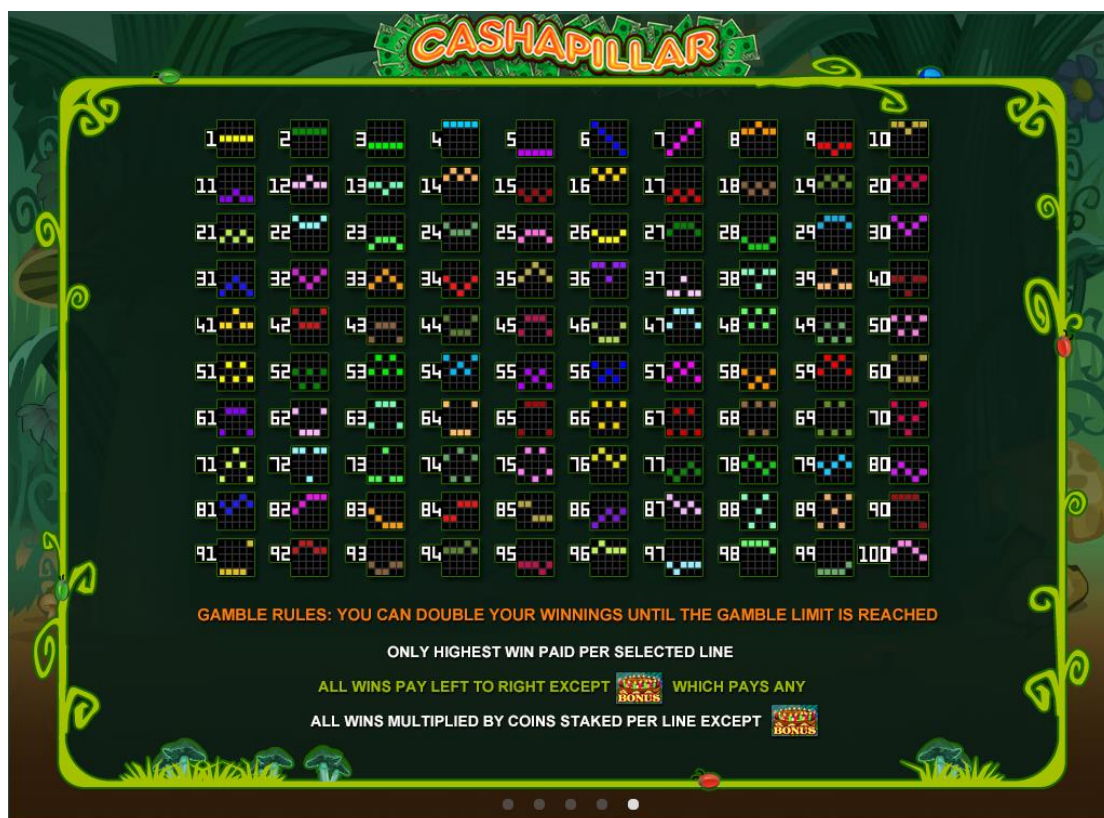 CASHAPILLAR
1 2 3 4 5 6 7 8 9 10
11 12 13 14 15 16 17 18 19 20
21 22 23 24 25 26 27 28 29 30
31 32 33 34 35 36 37 38 39 40
41 42 43 44 45 46 47 48 49 50
51 52 53 54 55 56 57 58 59 60
61 62 63 64 65 66 67 68 69 70
71 72 73 74 75 76 77 78 79 80
81 82 83 84 85 86 87 88 89 90
91 92 93 94 95 96 97 98 99 100
GAMBLE RULES: YOU CAN DOUBLE YOUR WINNINGS UNTIL THE GAMBLE LIMIT IS REACHED
ONLY HIGHEST WIN PAID PER SELECTED LINE
ALL WINS PAY LEFT TO RIGHT EXCEPT BONUS WHICH PAYS ANY
ALL WINS MULTIPLIED BY COINS STAKED PER LINE EXCEPT BONUS